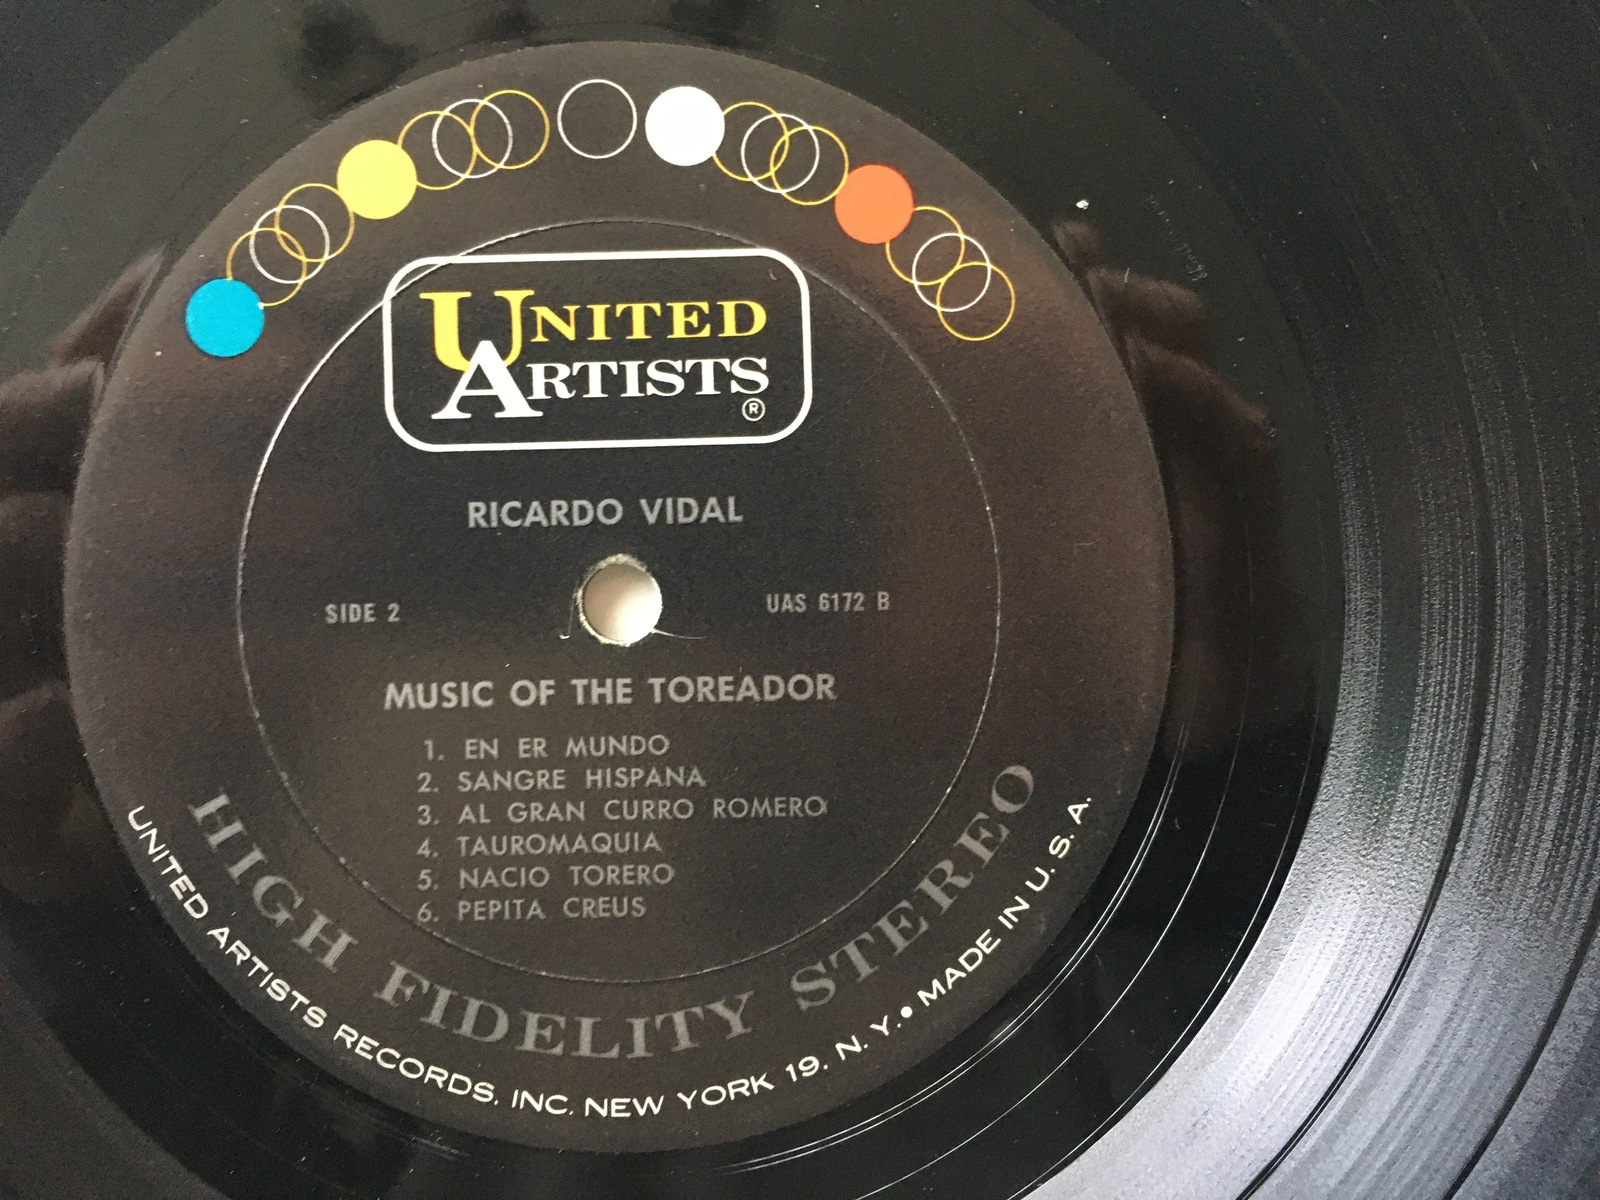 UNITED
ARTISTS
®
RICARDO VIDAL
SIDE 2
UAS 6172 B
MUSIC OF THE TOREADOR
1. EN ER MUNDO
2. SANGRE HISPANA
3. AL GRAN CURRO ROMERO
4. TAUROMAQUIA
5. NACIO TORERO
6. PEPITA CREUS
HIGH FIDELITY STEREO
UNITED ARTISTS RECORDS, INC. NEW YORK 19, N. Y. • MADE IN U. S. A.